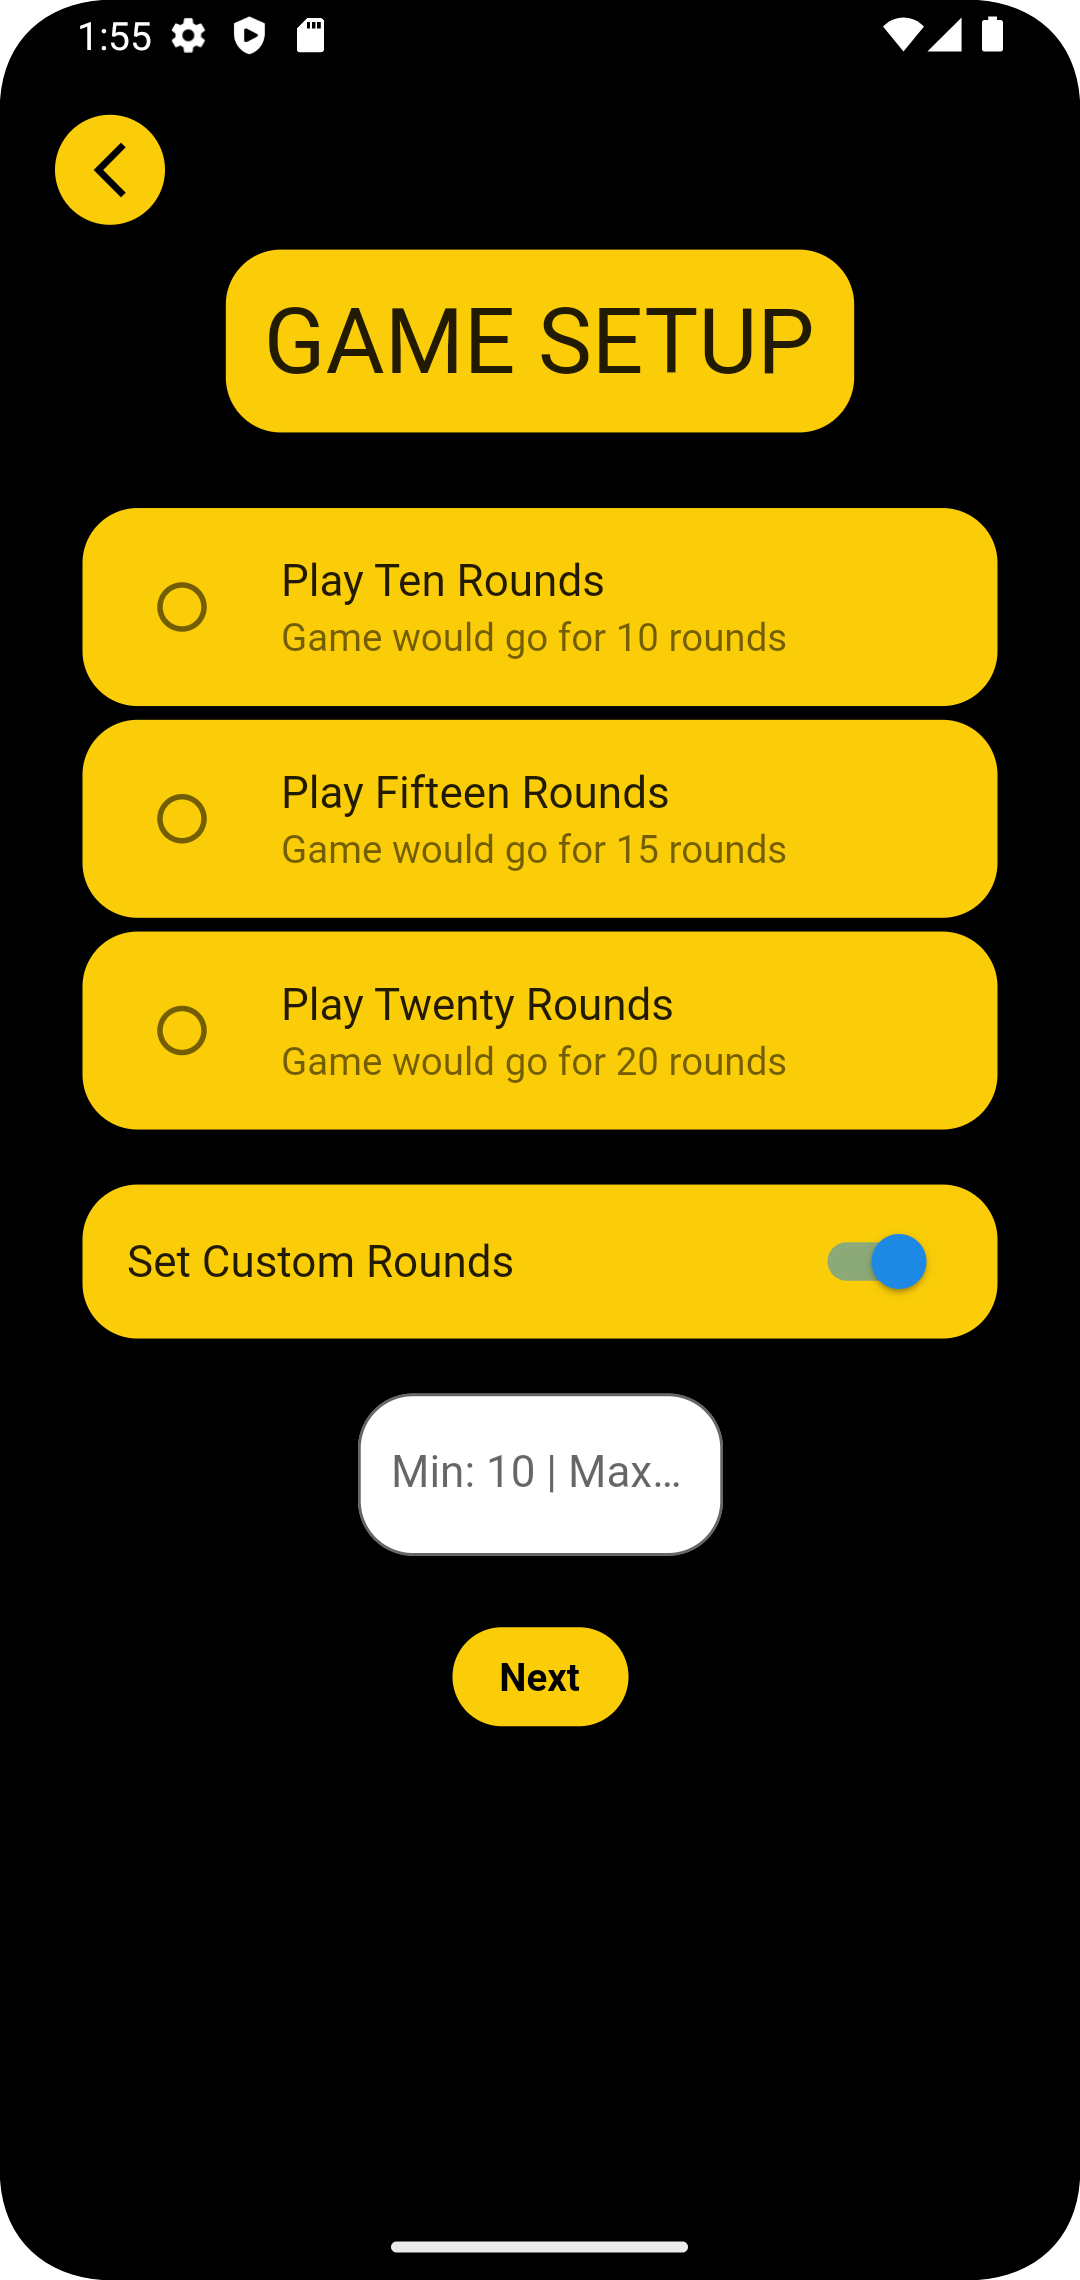 1:55
GAME SETUP
Play Ten Rounds
Game would go for 10 rounds
Play Fifteen Rounds
Game would go for 15 rounds
Play Twenty Rounds
Game would go for 20 rounds
Set Custom Rounds
Min: 10 | Max...
Next